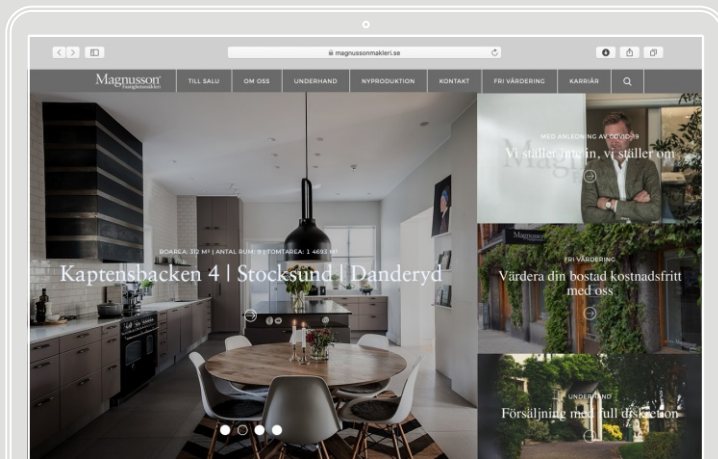 magnussonmakleri.se
Magnusson
fastighetsmäkleri
TILL SALU
OM OSS
UNDERHAND
NYPRODUKTION
KONTAKT
FRI VÄRDERING
KARRIÄR
BOAREA: 312 M² | ANTAL RUM: 9 | TOMTAREA: 1 4693 M²
Kaptensbacken 4 | Stocksund | Danderyd
MED ANLEDNING AV COVID-19
Vi ställer inte in, vi ställer om
Magnusson
FRI VÄRDERING
Värdera din bostad kostnadsfritt
med oss
UNDERHAND
Försäljning med full diskretion